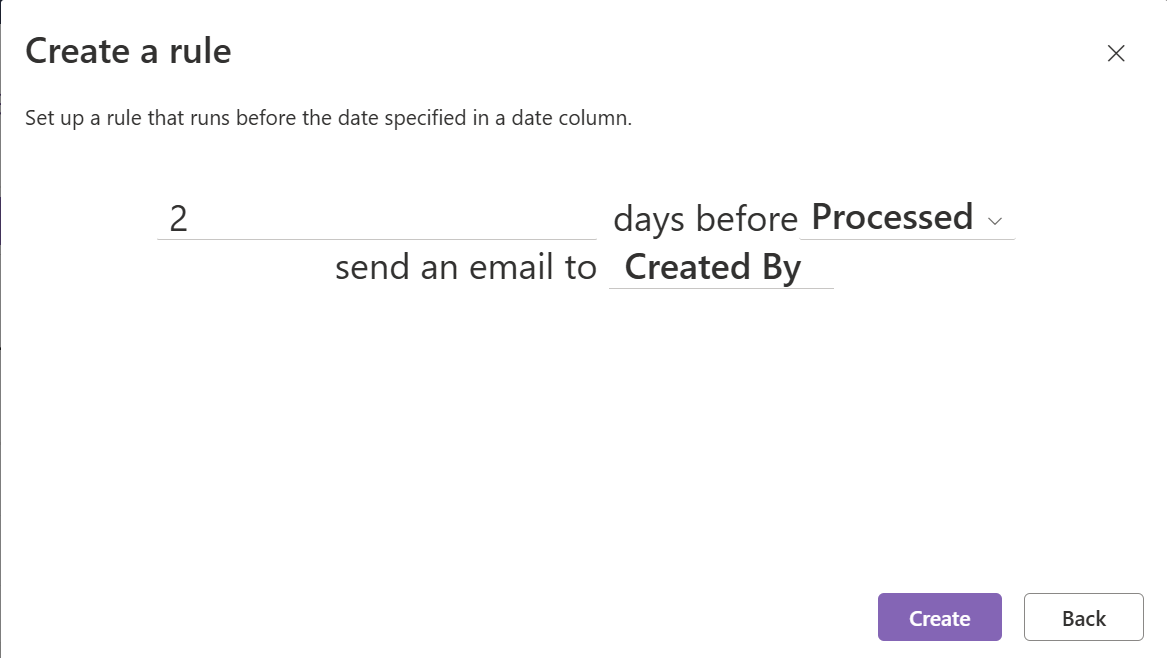 Create a rule
Set up a rule that runs before the date specified in a date column.
2 days before Processed
send an email to Created By
Create Back